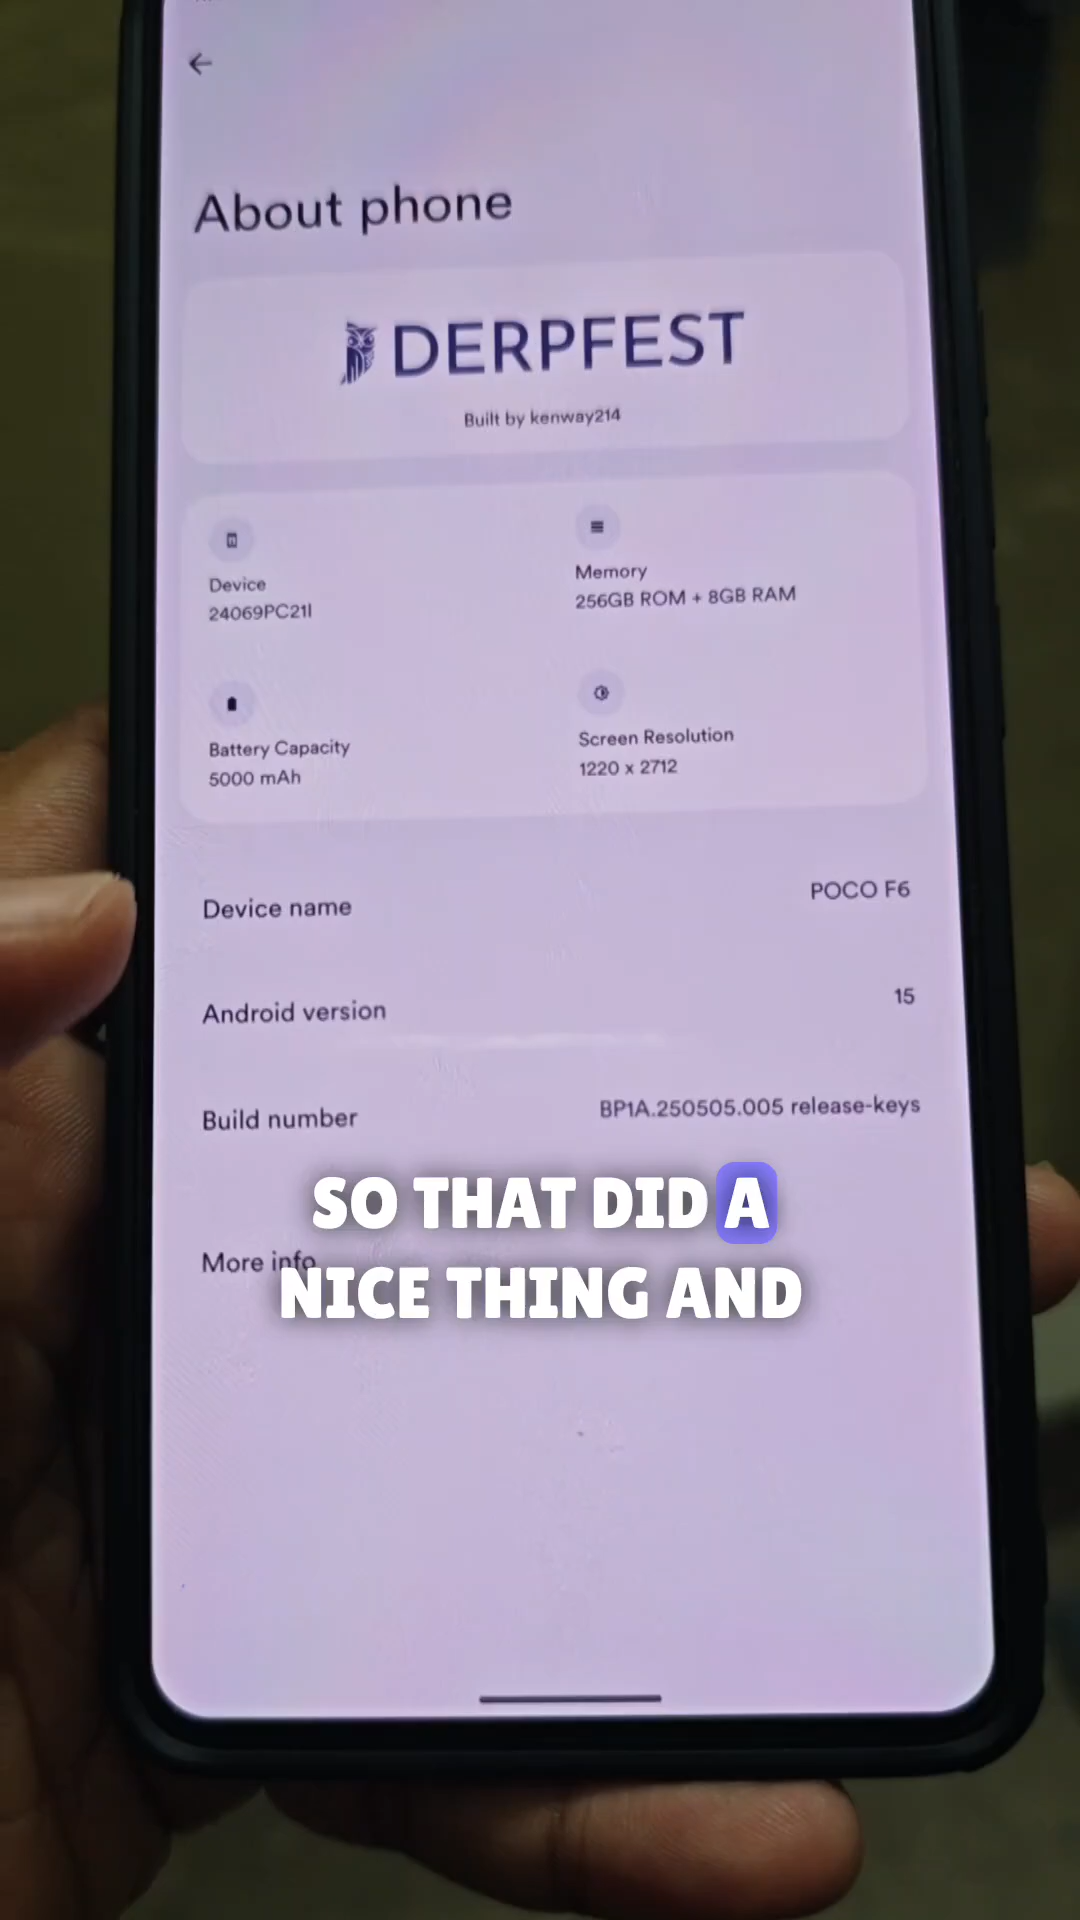 About phone
DERPFEST
Built by kenway214
Device
24069PC21I
Memory
256GB ROM + 8GB RAM
Battery Capacity
5000 mAh
Screen Resolution
1220 x 2712
Device name
POCO F6
Android version
15
Build number
BP1A.250505.005 release-keys
SO THAT DID A
More info
NICE THING AND